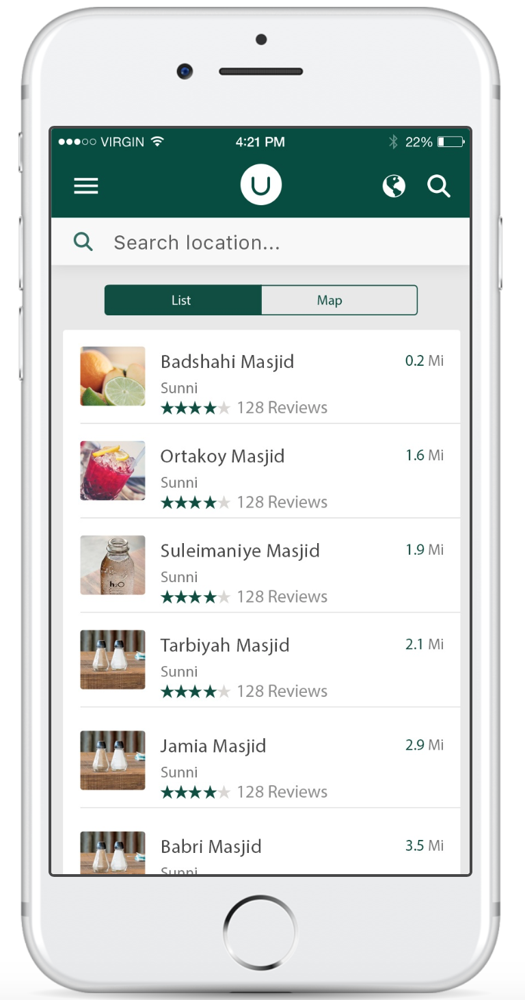 VIRGIN 4:21 PM 22%
U
Search location...
List Map
Badshahi Masjid 0.2 Mi
Sunni
128 Reviews
Ortakoy Masjid 1.6 Mi
Sunni
128 Reviews
Suleimaniye Masjid 1.9 Mi
Sunni
128 Reviews
h2O
Tarbiyah Masjid 2.1 Mi
Sunni
128 Reviews
Jamia Masjid 2.9 Mi
Sunni
128 Reviews
Babri Masjid 3.5 Mi
Sunni